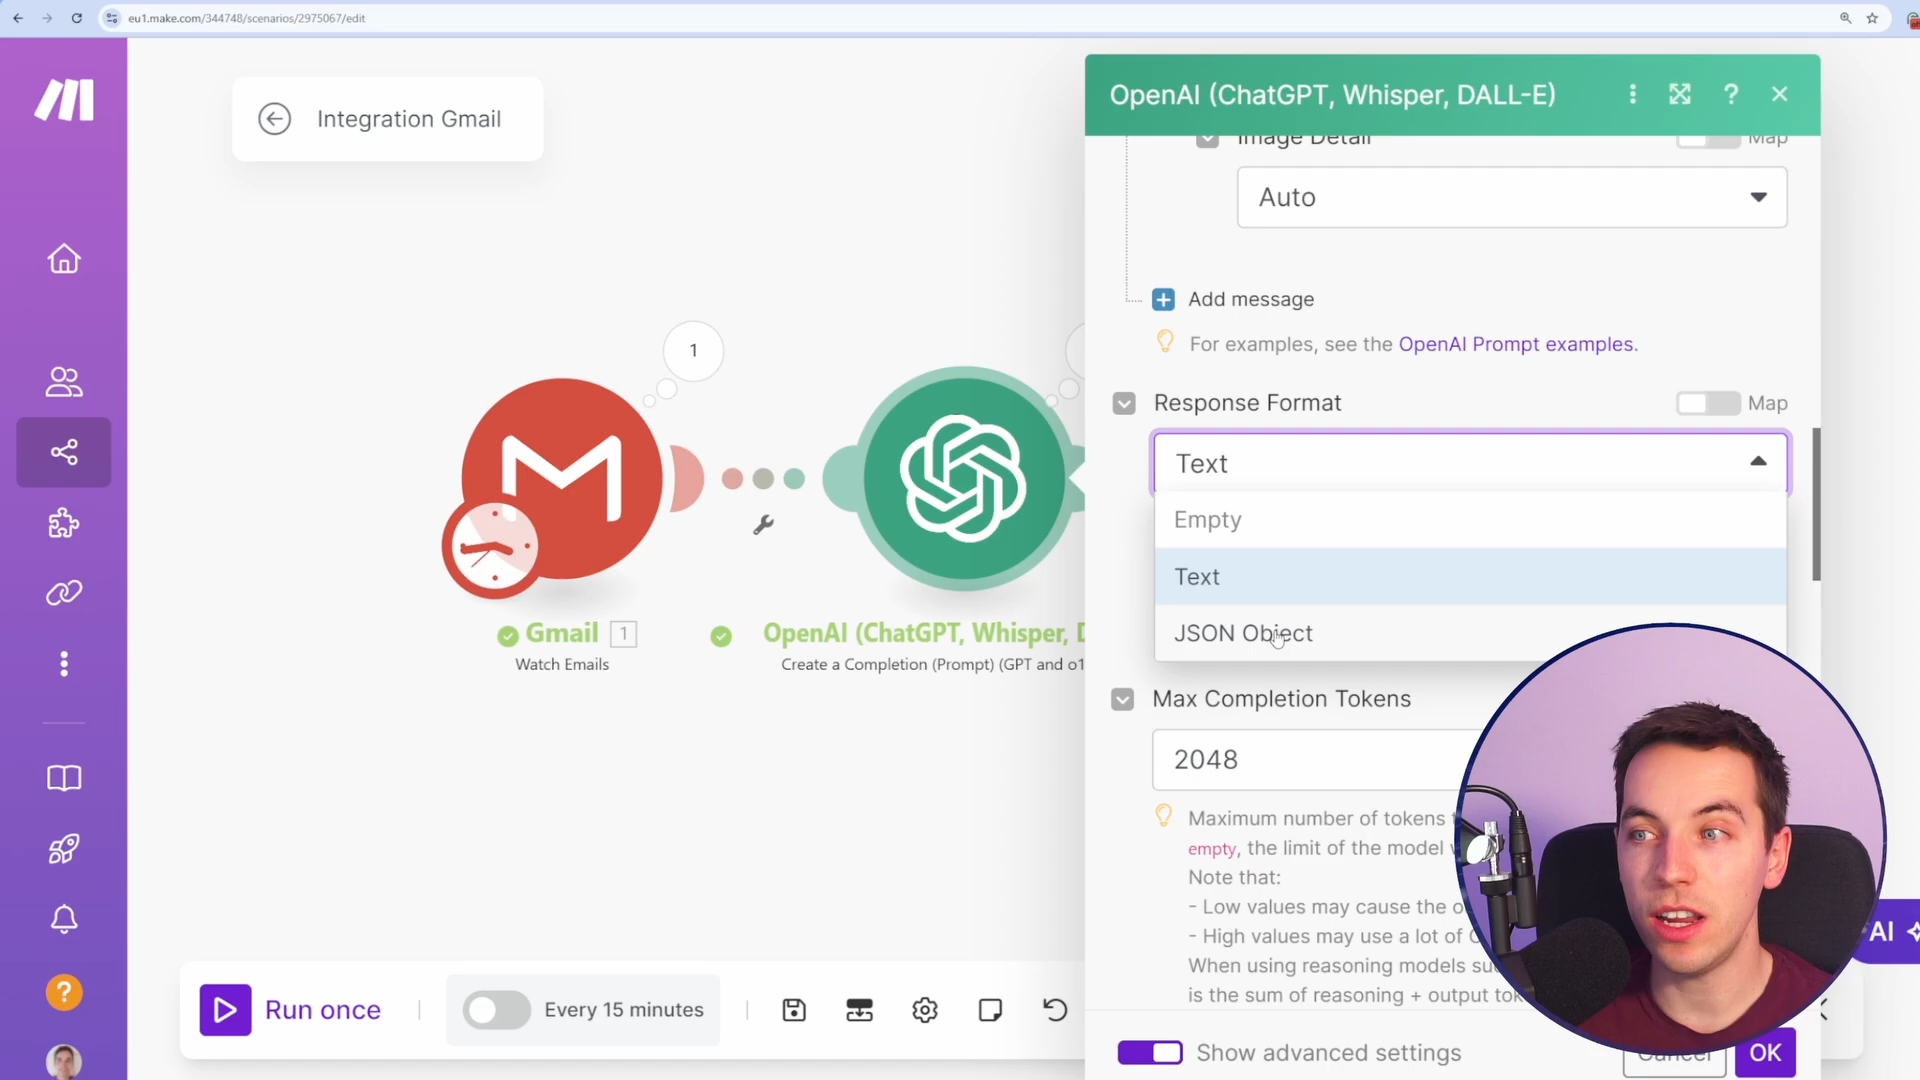 eu1.make.com/344748/scenarios/2975067/edit
Integration Gmail
OpenAI (ChatGPT, Whisper, DALL-E)
?
Image Detail
Map
Auto
Add message
For examples, see the OpenAI Prompt examples.
Response Format
Map
Text
Empty
Text
JSON Object
Max Completion Tokens
2048
Maximum number of tokens
empty, the limit of the model
Note that:
- Low values may cause the
- High values may use a lot of
When using reasoning models
is the sum of reasoning + output
Show advanced settings
Cancel
OK
1
Gmail 1
Watch Emails
OpenAI (ChatGPT, Whisper,
Create a Completion (Prompt) (GPT and o1
Run once
Every 15 minutes
AI
?